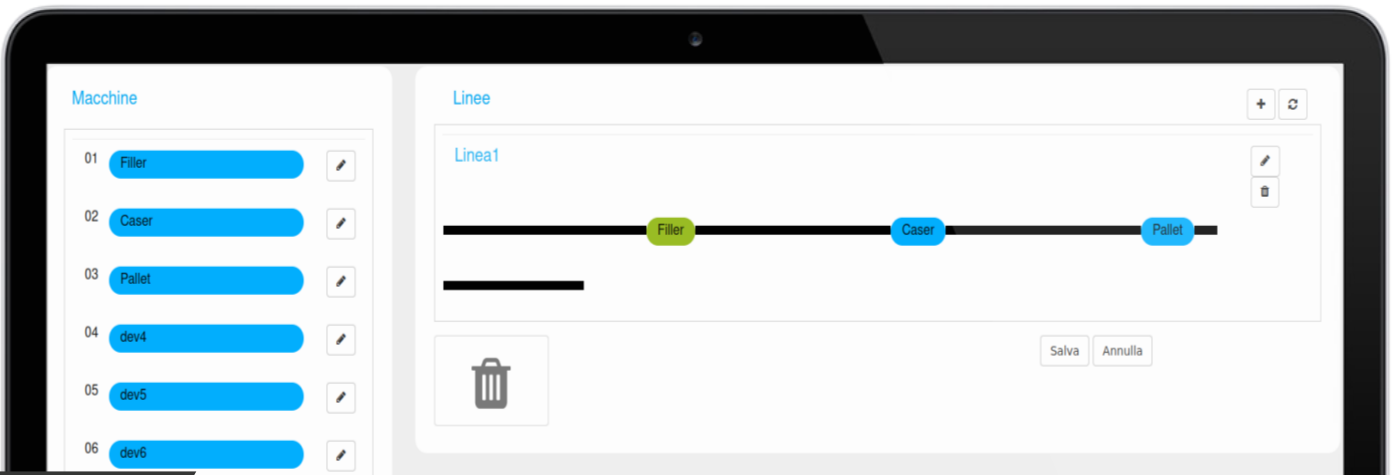 Macchine
01 Filler
02 Caser
03 Pallet
04 dev4
05 dev5
06 dev6
Linee
Linea1
Filler Caser Pallet
Salva Annulla